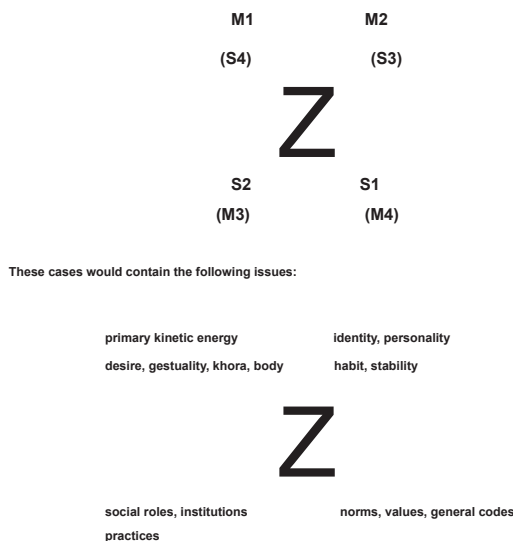 M1 M2
(S4) (S3)
Z
S2 S1
(M3) (M4)
These cases would contain the following issues:
primary kinetic energy identity, personality
desire, gestuality, khora, body habit, stability
Z
social roles, institutions norms, values, general codes
practices